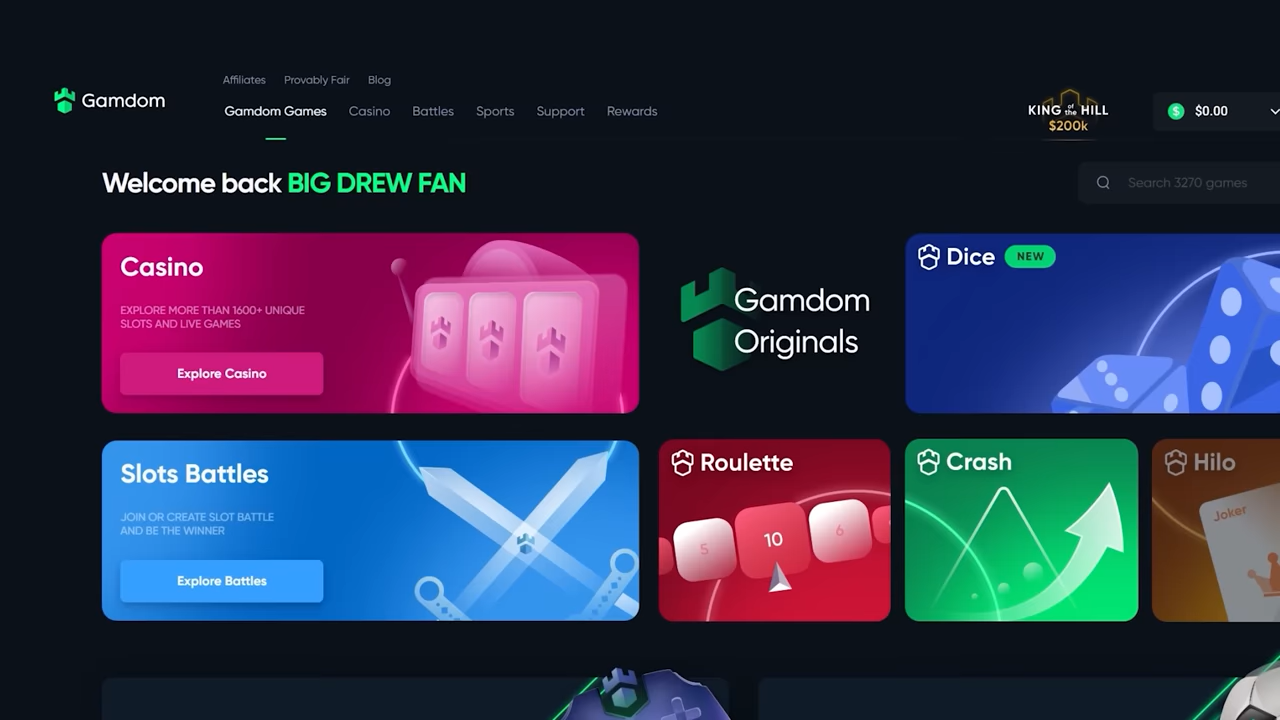 Affiliates Provably Fair Blog
Gamdom
Gamdom Games Casino Battles Sports Support Rewards
KING of the HILL
$200k
$ $0.00
Welcome back BIG DREW FAN
Search 3270 games
Casino
EXPLORE MORE THAN 1600+ UNIQUE
SLOTS AND LIVE GAMES
Explore Casino
Gamdom
Originals
Dice NEW
Slots Battles
JOIN OR CREATE SLOT BATTLE
AND BE THE WINNER
Explore Battles
Roulette
5 10 6
Crash
Hilo
Joker